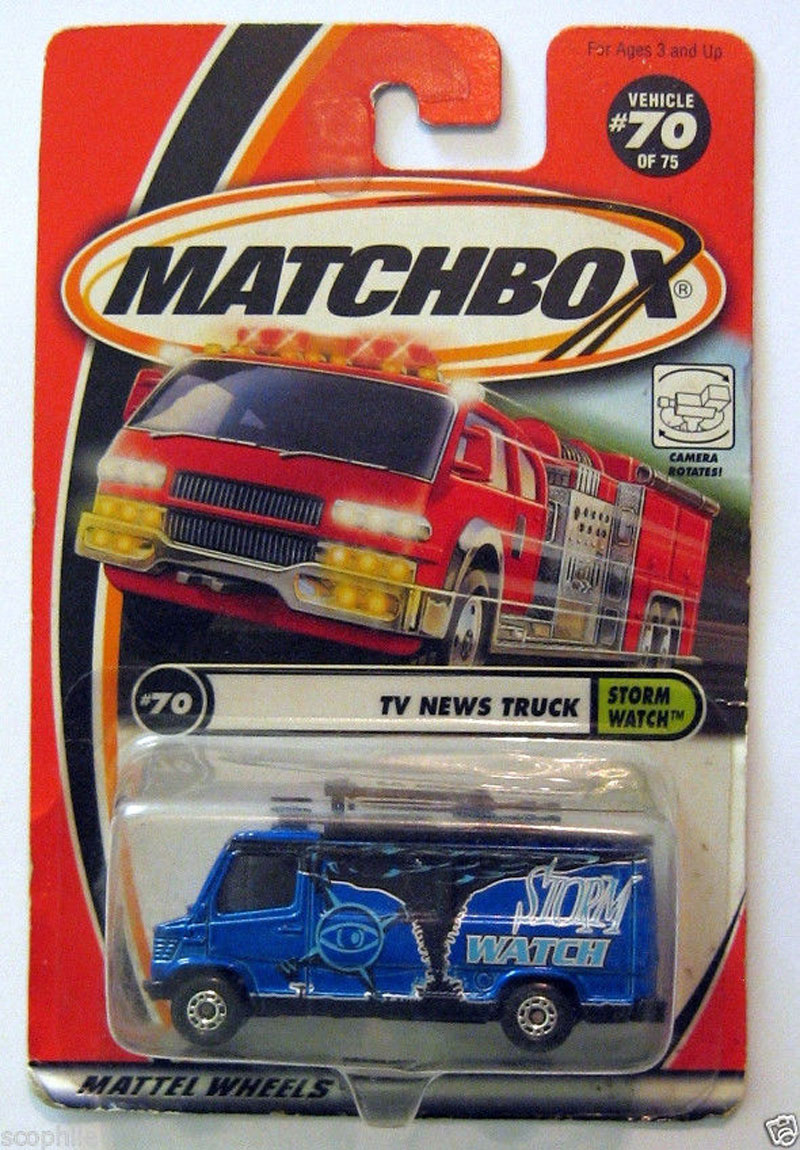 For Ages 3 and Up
VEHICLE
#70
OF 75
MATCHBOX®
CAMERA
ROTATES!
#70
TV NEWS TRUCK
STORM
WATCH™
STORM
WATCH
MATTEL WHEELS
scophile